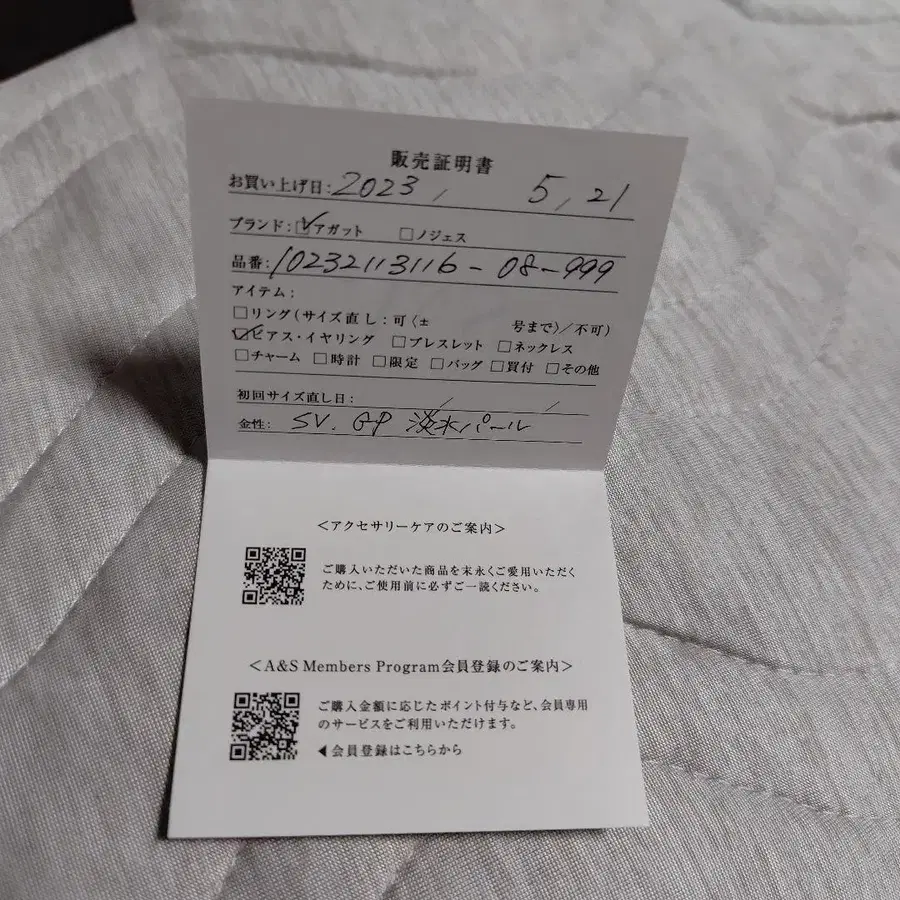 販売証明書
お買い上げ日: 2023 / 5 / 21
ブランド: ☑アガット □ノジェス
品番: 10232113116-08-999
アイテム:
□リング(サイズ直し:可〈± 号まで〉/不可)
☑ピアス・イヤリング □ブレスレット □ネックレス
□チャーム □時計 □限定 □バッグ □買付 □その他
初回サイズ直し日: / /
金性: SV. GP 淡水パール
<アクセサリーケアのご案内>
ご購入いただいた商品を末永くご愛用いただく
ために、ご使用前に必ずご一読ください。
<A&S Members Program会員登録のご案内>
ご購入金額に応じたポイント付与など、会員専用
のサービスをご利用いただけます。
◀会員登録はこちらから